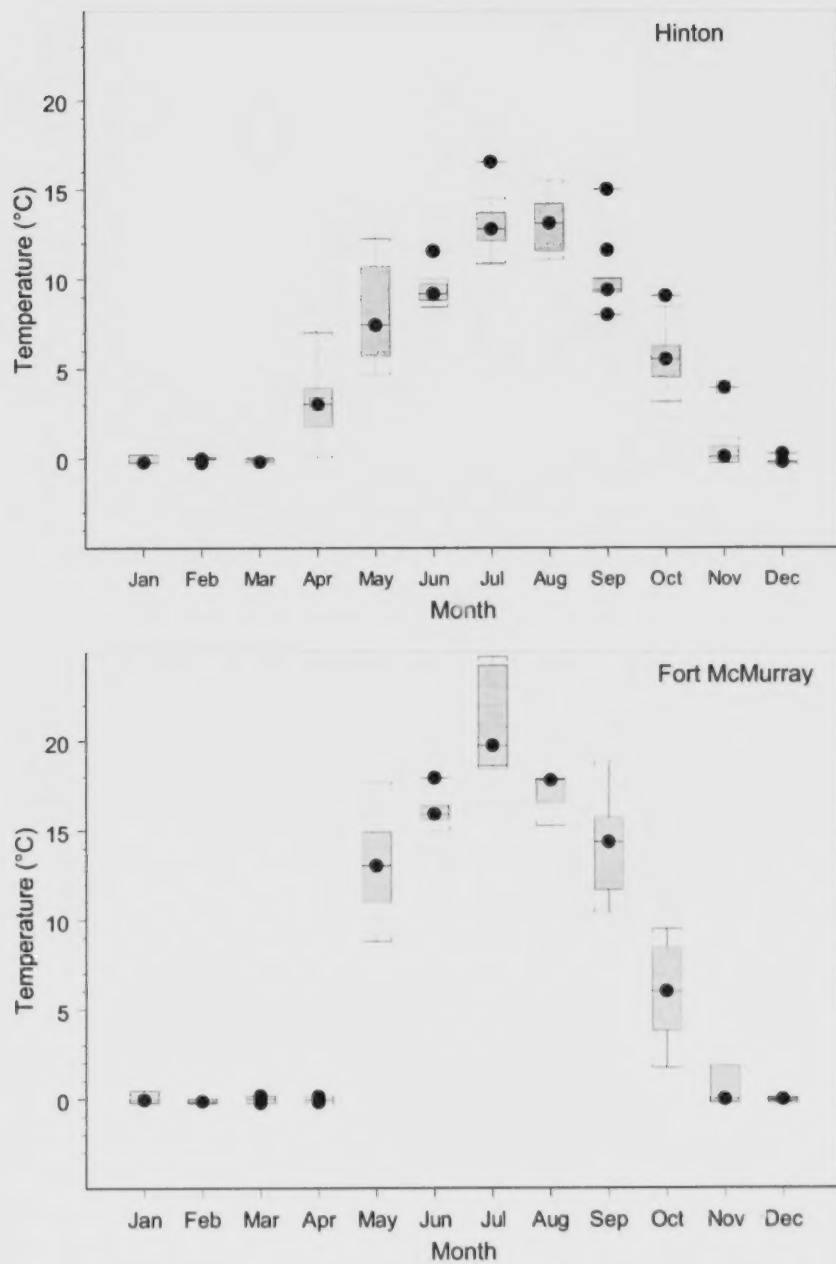 Hinton
20
15
10
5
0
Temperature (°C)
Jan Feb Mar Apr May Jun Jul Aug Sep Oct Nov Dec
Month
Fort McMurray
20
15
10
5
0
Temperature (°C)
Jan Feb Mar Apr May Jun Jul Aug Sep Oct Nov Dec
Month